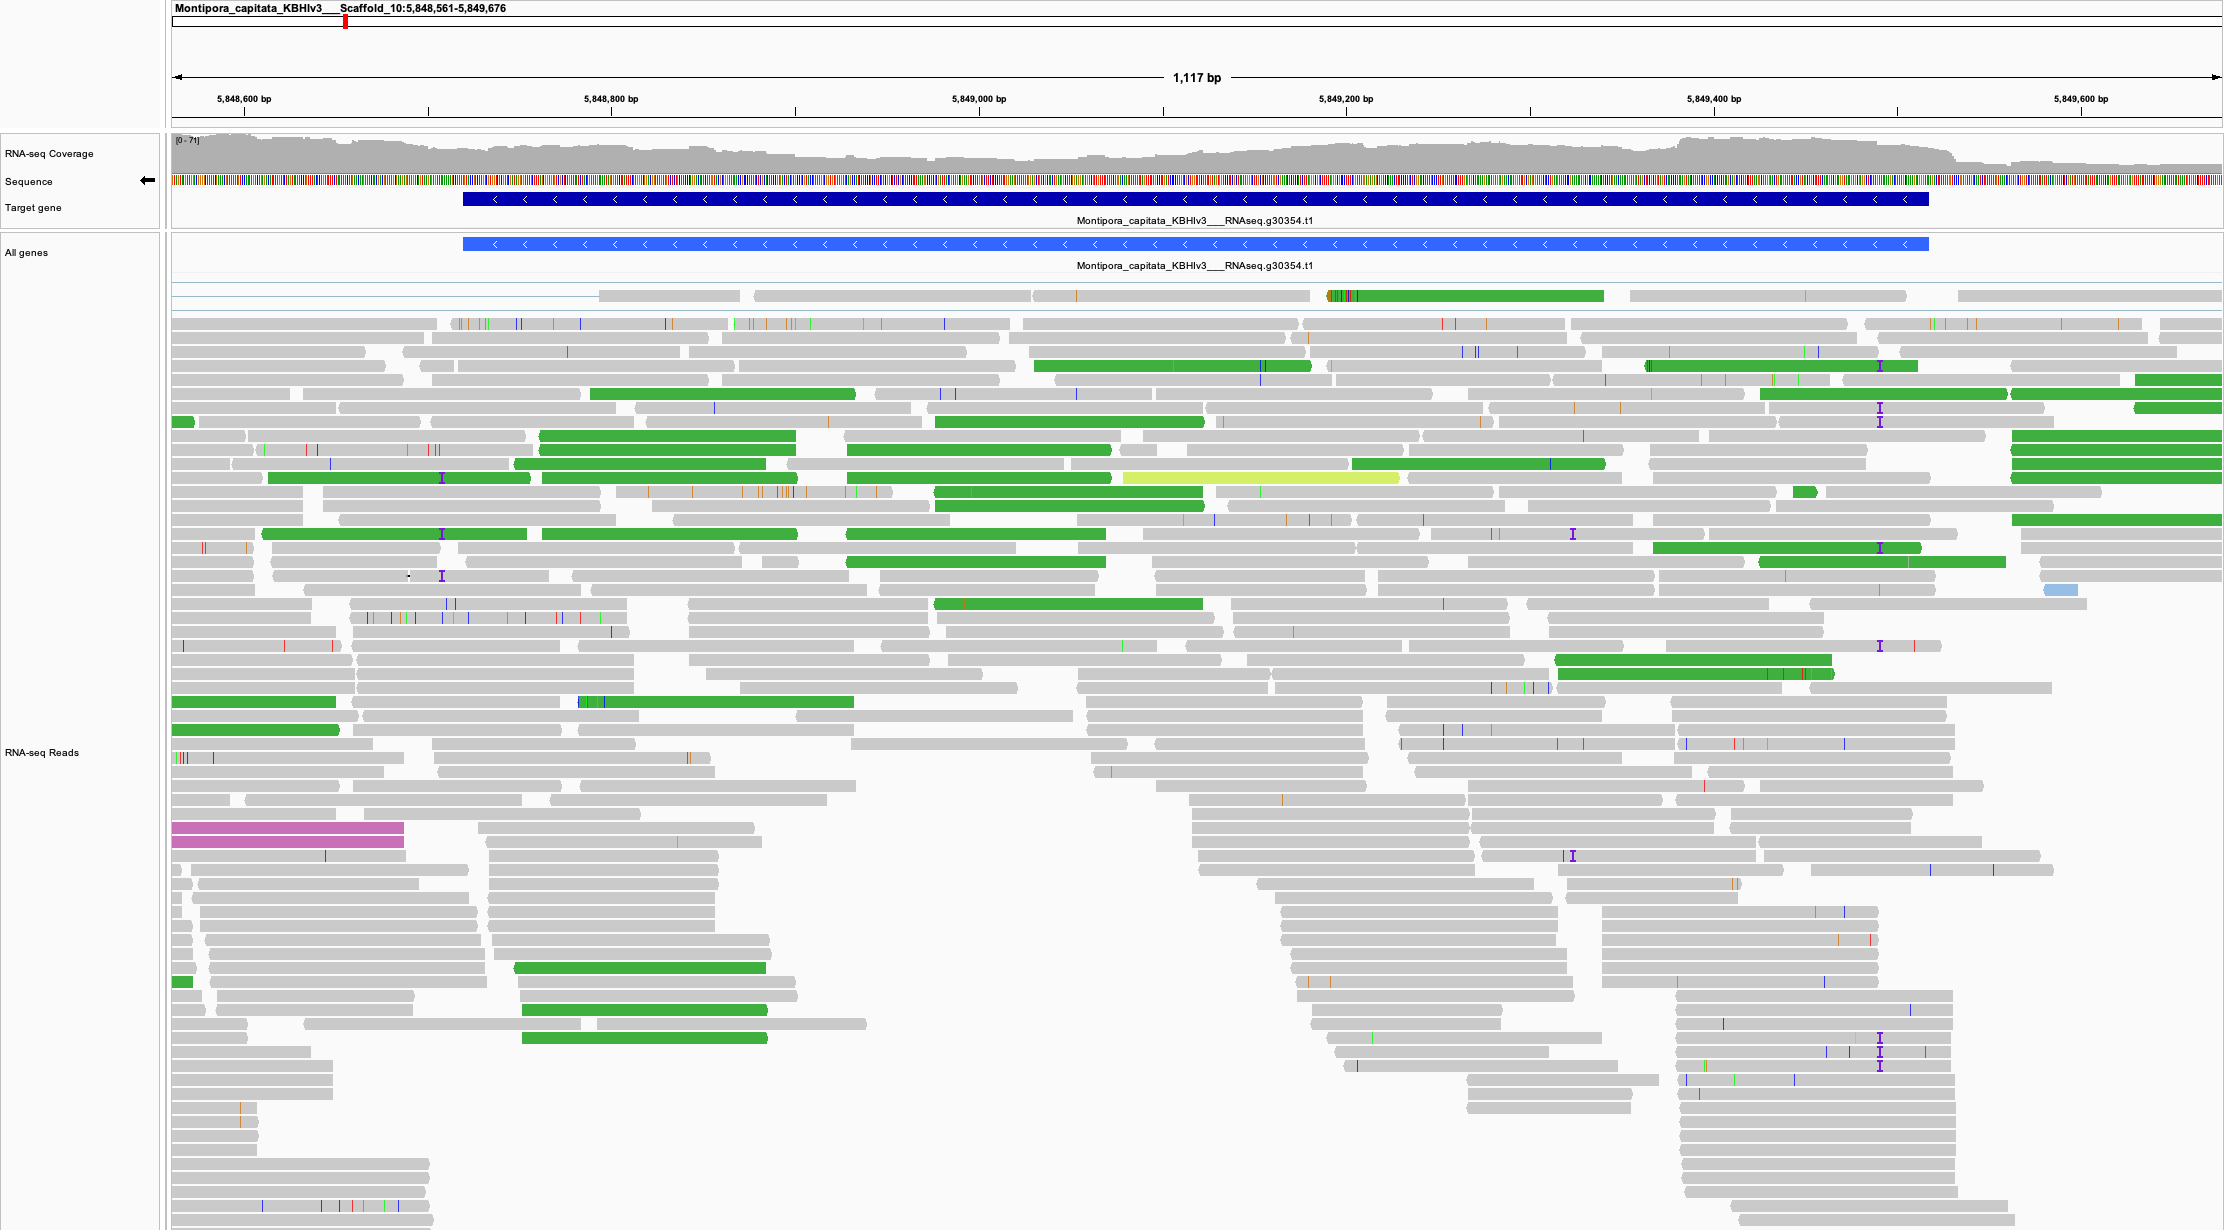 Montipora_capitata_KBHIv3___Scaffold_10:5,848,561-5,849,676
1,117 bp
5,848,600 bp 5,848,800 bp 5,849,000 bp 5,849,200 bp 5,849,400 bp 5,849,600 bp
RNA-seq Coverage
[0 - 71]
Sequence
Target gene
Montipora_capitata_KBHIv3___RNAseq.g30354.t1
All genes
Montipora_capitata_KBHIv3___RNAseq.g30354.t1
RNA-seq Reads